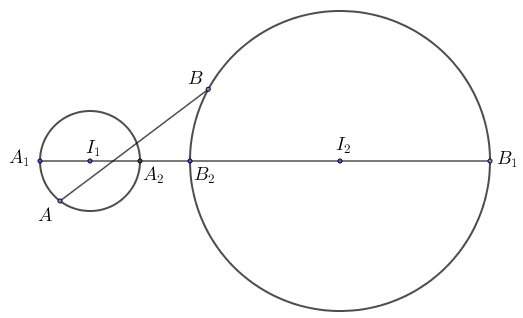 B
A₁ I₁ I₂ B₁
A₂ B₂
A